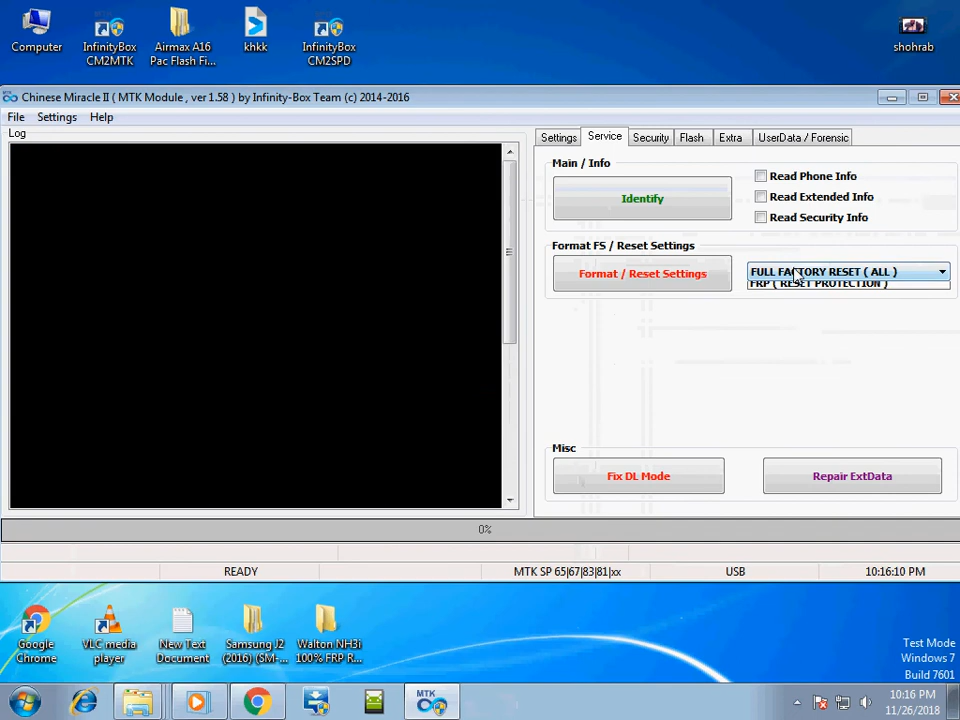 Computer
InfinityBox
CM2MTK
Airmax A16
Pac Flash Fi...
khkk
InfinityBox
CM2SPD
shohrab
MTK
Chinese Miracle II ( MTK Module , ver 1.58 ) by Infinity-Box Team (c) 2014-2016
File Settings Help
Log
Settings Service Security Flash Extra UserData / Forensic
Main / Info
Identify
Read Phone Info
Read Extended Info
Read Security Info
Format FS / Reset Settings
Format / Reset Settings
FULL FACTORY RESET ( ALL )
FRP ( RESET PROTECTION )
Misc
Fix DL Mode
Repair ExtData
0%
READY
MTK SP 65|67|83|81|xx
USB
10:16:10 PM
Google
Chrome
VLC media
player
New Text
Document
Samsung J2
(2016) (SM-...
Walton NH3i
100% FRP R...
Test Mode
Windows 7
Build 7601
MTK
10:16 PM
11/26/2018